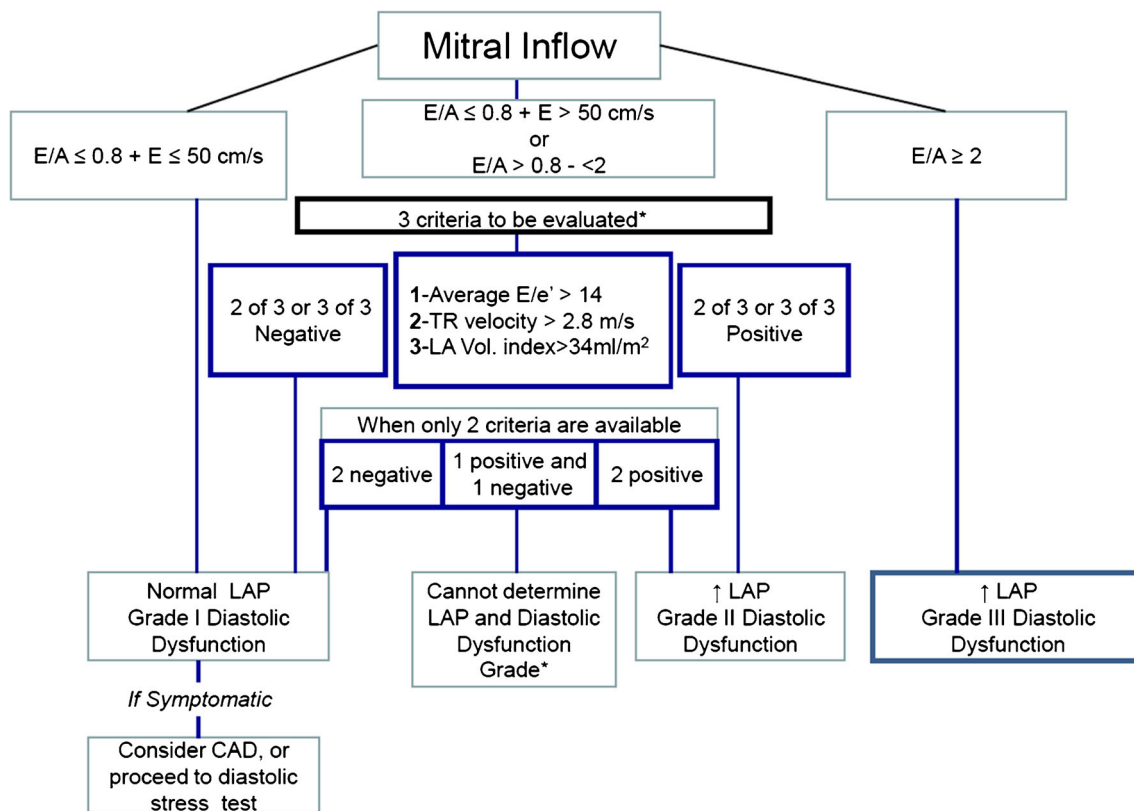 Mitral Inflow
E/A ≤ 0.8 + E ≤ 50 cm/s
E/A ≤ 0.8 + E > 50 cm/s
or
E/A > 0.8 - <2
E/A ≥ 2
3 criteria to be evaluated*
2 of 3 or 3 of 3
Negative
1-Average E/e’ > 14
2-TR velocity > 2.8 m/s
3-LA Vol. index>34ml/m²
2 of 3 or 3 of 3
Positive
When only 2 criteria are available
2 negative
1 positive and
1 negative
2 positive
Normal LAP
Grade I Diastolic
Dysfunction
Cannot determine
LAP and Diastolic
Dysfunction
Grade*
↑ LAP
Grade II Diastolic
Dysfunction
↑ LAP
Grade III Diastolic
Dysfunction
If Symptomatic
Consider CAD, or
proceed to diastolic
stress test